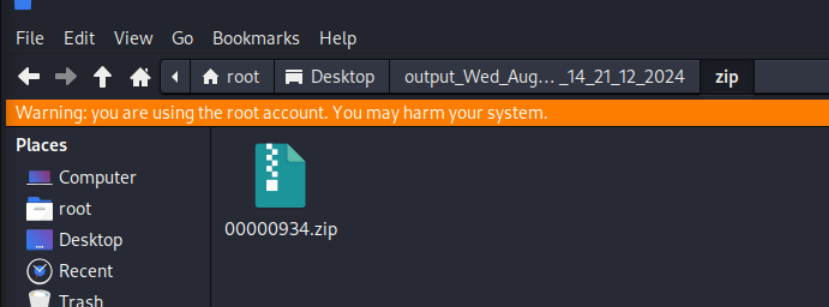 File Edit View Go Bookmarks Help
root Desktop output_Wed_Aug... _14_21_12_2024 zip
Warning: you are using the root account. You may harm your system.
Places
Computer
root
Desktop
Recent
Trash
00000934.zip